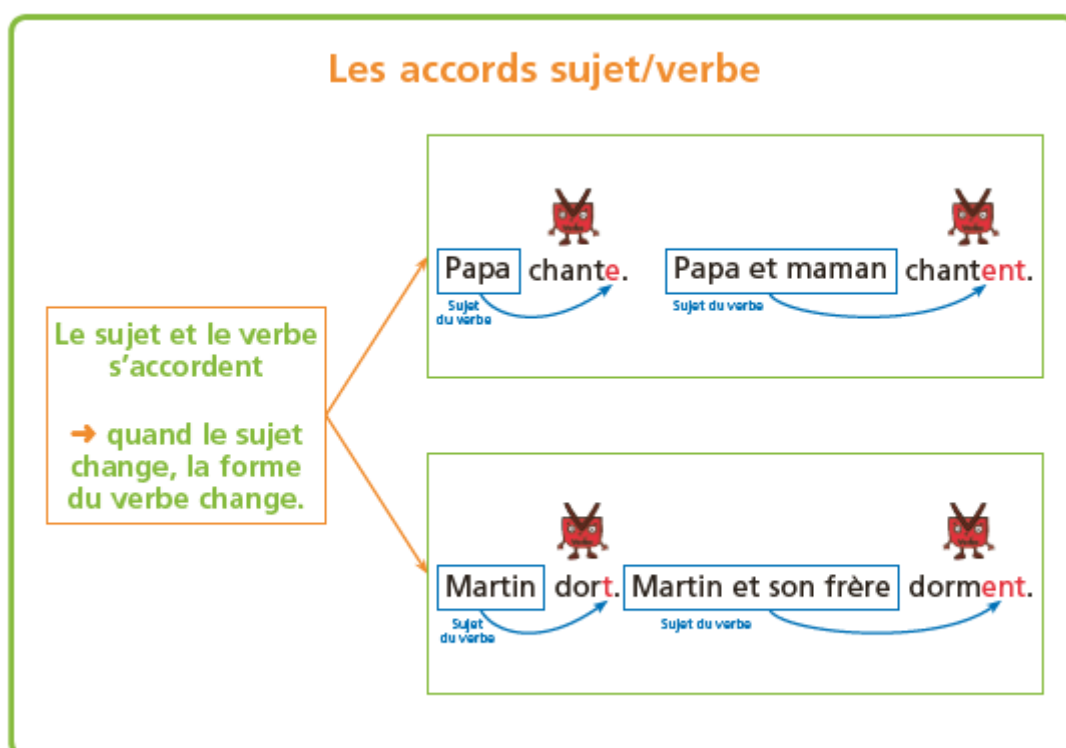 Les accords sujet/verbe
Le sujet et le verbe
s'accordent
➜ quand le sujet
change, la forme
du verbe change.
Papa chante. Papa et maman chantent.
Sujet
du verbe
Sujet du verbe
Martin dort. Martin et son frère dorment.
Sujet
du verbe
Sujet du verbe